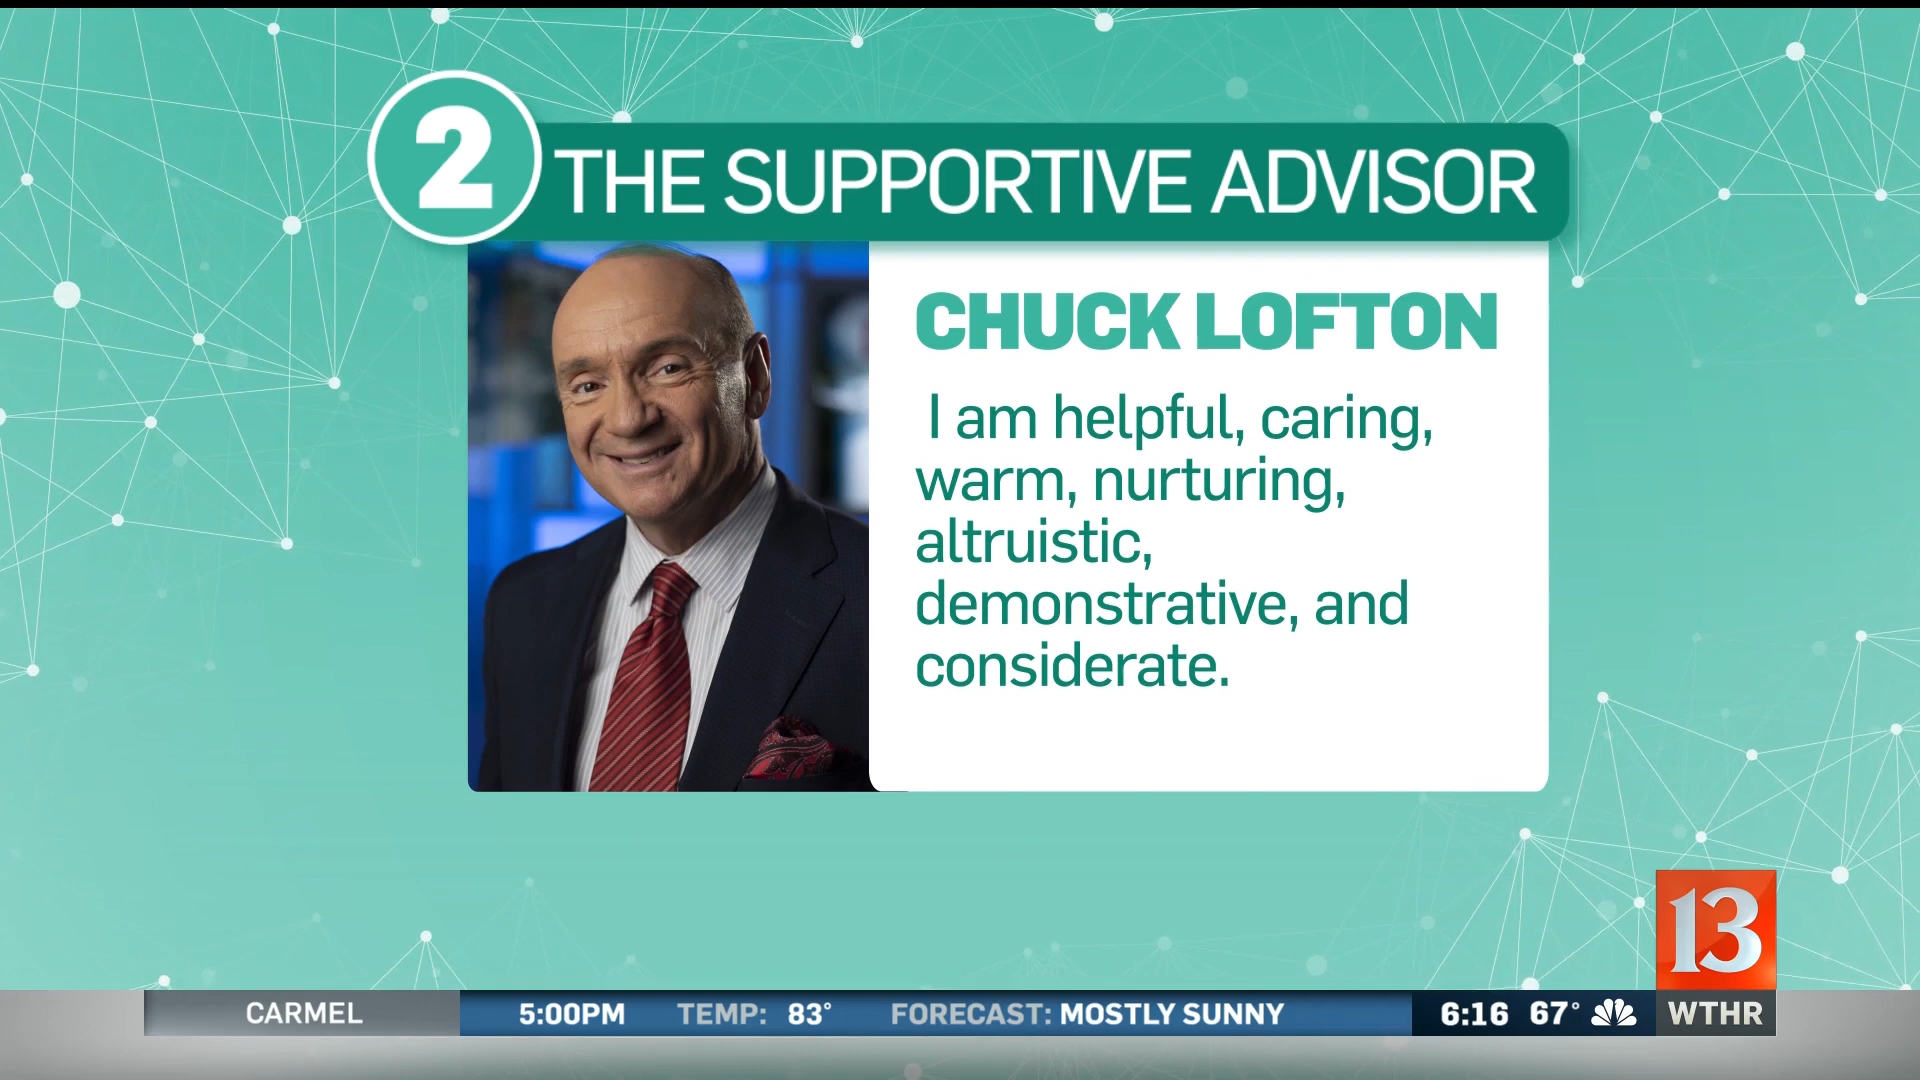 2
THE SUPPORTIVE ADVISOR
CHUCK LOFTON
I am helpful, caring,
warm, nurturing,
altruistic,
demonstrative, and
considerate.
13
CARMEL 5:00PM TEMP: 83° FORECAST: MOSTLY SUNNY 6:16 67° WTHR